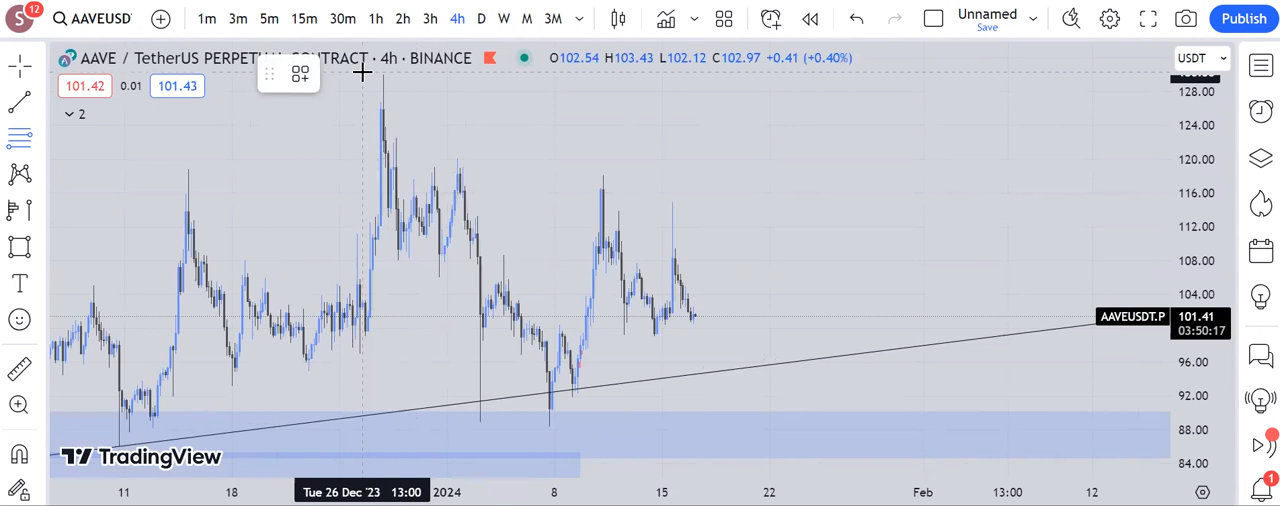 S 12 AAVEUSD 1m 3m 5m 15m 30m 1h 2h 3h 4h D W M 3M Unnamed Save Publish
AAVE / TetherUS PERPETUAL CONTRACT · 4h · BINANCE O102.54 H103.43 L102.12 C102.97 +0.41 (+0.40%) USDT
101.42 0.01 101.43
2
128.00
124.00
120.00
116.00
112.00
108.00
104.00
AAVEUSDT.P 101.41
03:50:17
96.00
92.00
88.00
84.00
TradingView
11 18 Tue 26 Dec '23 13:00 2024 8 15 22 Feb 13:00 12
1